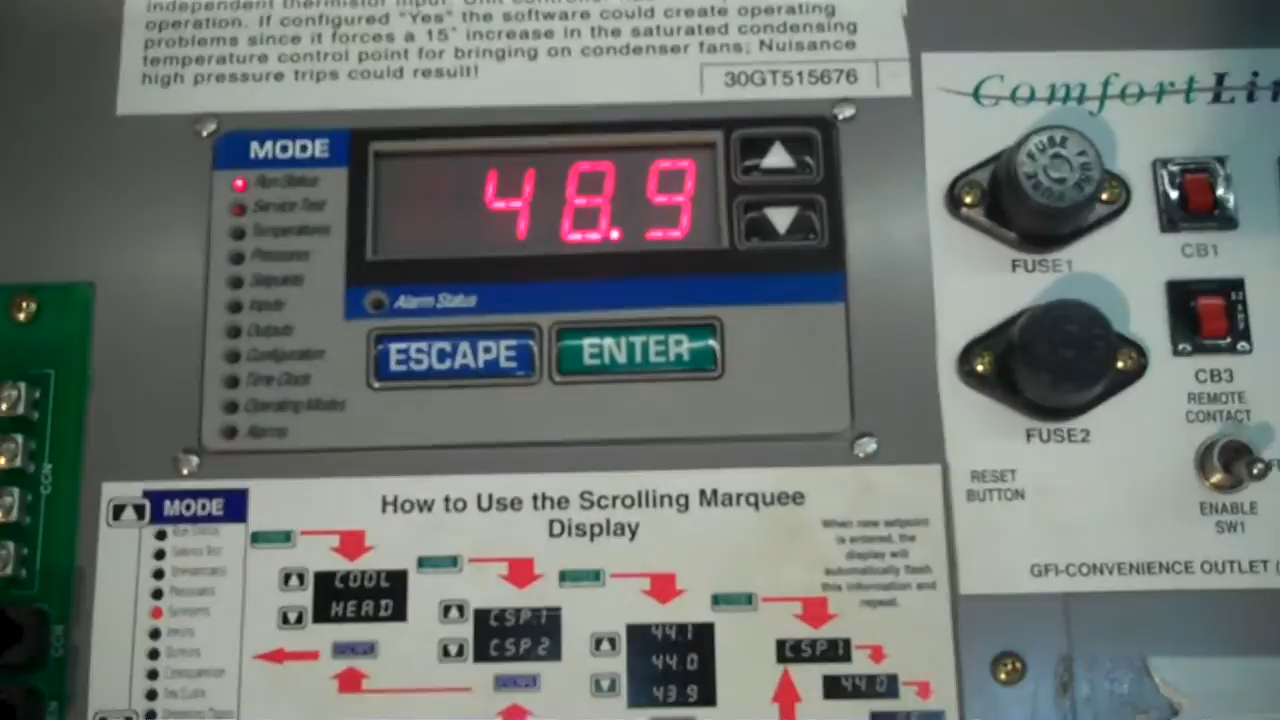 independent thermistor input.
operation. If configured "Yes" the software could create operating
problems since it forces a 15° increase in the saturated condensing
temperature control point for bringing on condenser fans; Nuisance
high pressure trips could result!
30GT515676
ComfortLin
MODE
48.9
Run Status
Service Test
Temperatures
Pressures
Setpoints
Inputs
Outputs
Configuration
Time Clock
Operating Modes
Alarms
Alarm Status
ESCAPE
ENTER
FUSE FUSE
FUSE1
CB1
FUSE2
CB3
REMOTE
CONTACT
RESET
BUTTON
ENABLE
SW1
GFI-CONVENIENCE OUTLET (
CCN
CCN
How to Use the Scrolling Marquee
Display
MODE
When new setpoint
is entered, the
display will
automatically flash
this information and
repeat.
COOL
HEAD
CSP.1
CSP.2
44.1
44.0
43.9
CSP.1
44.0